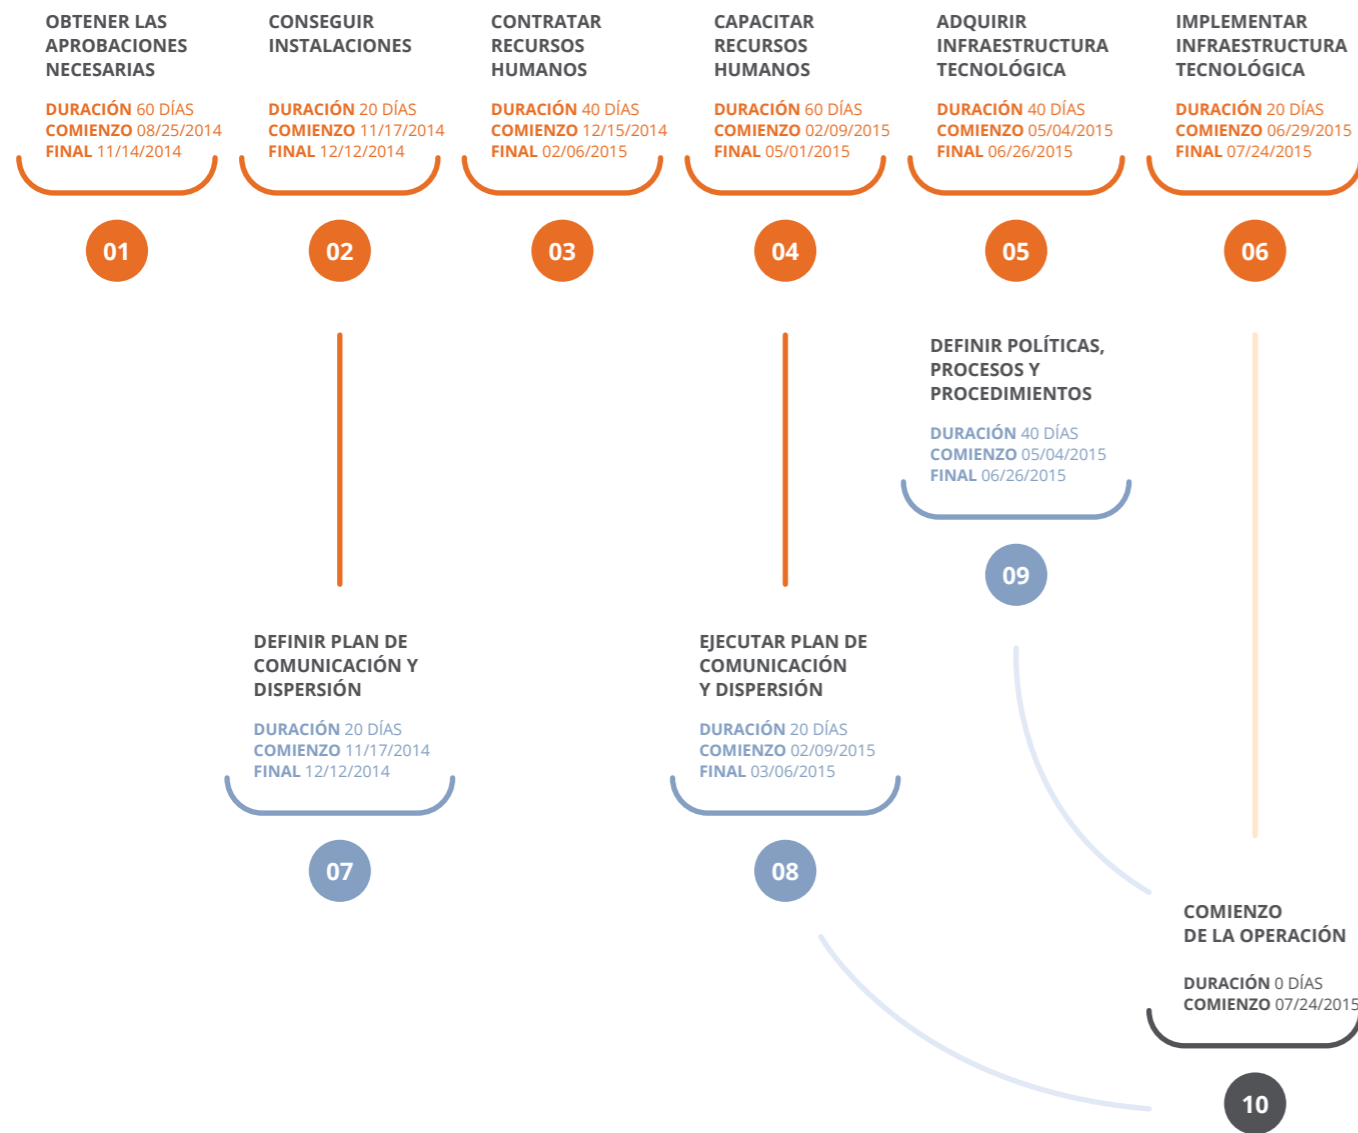 OBTENER LAS
APROBACIONES
NECESARIAS
DURACIÓN 60 DÍAS
COMIENZO 08/25/2014
FINAL 11/14/2014
01
CONSEGUIR
INSTALACIONES
DURACIÓN 20 DÍAS
COMIENZO 11/17/2014
FINAL 12/12/2014
02
CONTRATAR
RECURSOS
HUMANOS
DURACIÓN 40 DÍAS
COMIENZO 12/15/2014
FINAL 02/06/2015
03
CAPACITAR
RECURSOS
HUMANOS
DURACIÓN 60 DÍAS
COMIENZO 02/09/2015
FINAL 05/01/2015
04
ADQUIRIR
INFRAESTRUCTURA
TECNOLÓGICA
DURACIÓN 40 DÍAS
COMIENZO 05/04/2015
FINAL 06/26/2015
05
IMPLEMENTAR
INFRAESTRUCTURA
TECNOLÓGICA
DURACIÓN 20 DÍAS
COMIENZO 06/29/2015
FINAL 07/24/2015
06
DEFINIR PLAN DE
COMUNICACIÓN Y
DISPERSIÓN
DURACIÓN 20 DÍAS
COMIENZO 11/17/2014
FINAL 12/12/2014
07
EJECUTAR PLAN DE
COMUNICACIÓN
Y DISPERSIÓN
DURACIÓN 20 DÍAS
COMIENZO 02/09/2015
FINAL 03/06/2015
08
DEFINIR POLÍTICAS,
PROCESOS Y
PROCEDIMIENTOS
DURACIÓN 40 DÍAS
COMIENZO 05/04/2015
FINAL 06/26/2015
09
COMIENZO
DE LA OPERACIÓN
DURACIÓN 0 DÍAS
COMIENZO 07/24/2015
10